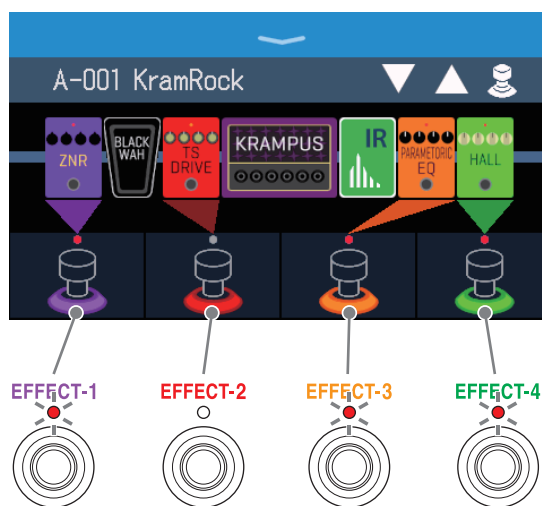 A-001 KramRock
ZNR
BLACK
WAH
TS
DRIVE
KRAMPUS
IR
PARAMETORIC
EQ
HALL
EFFECT-1 EFFECT-2 EFFECT-3 EFFECT-4